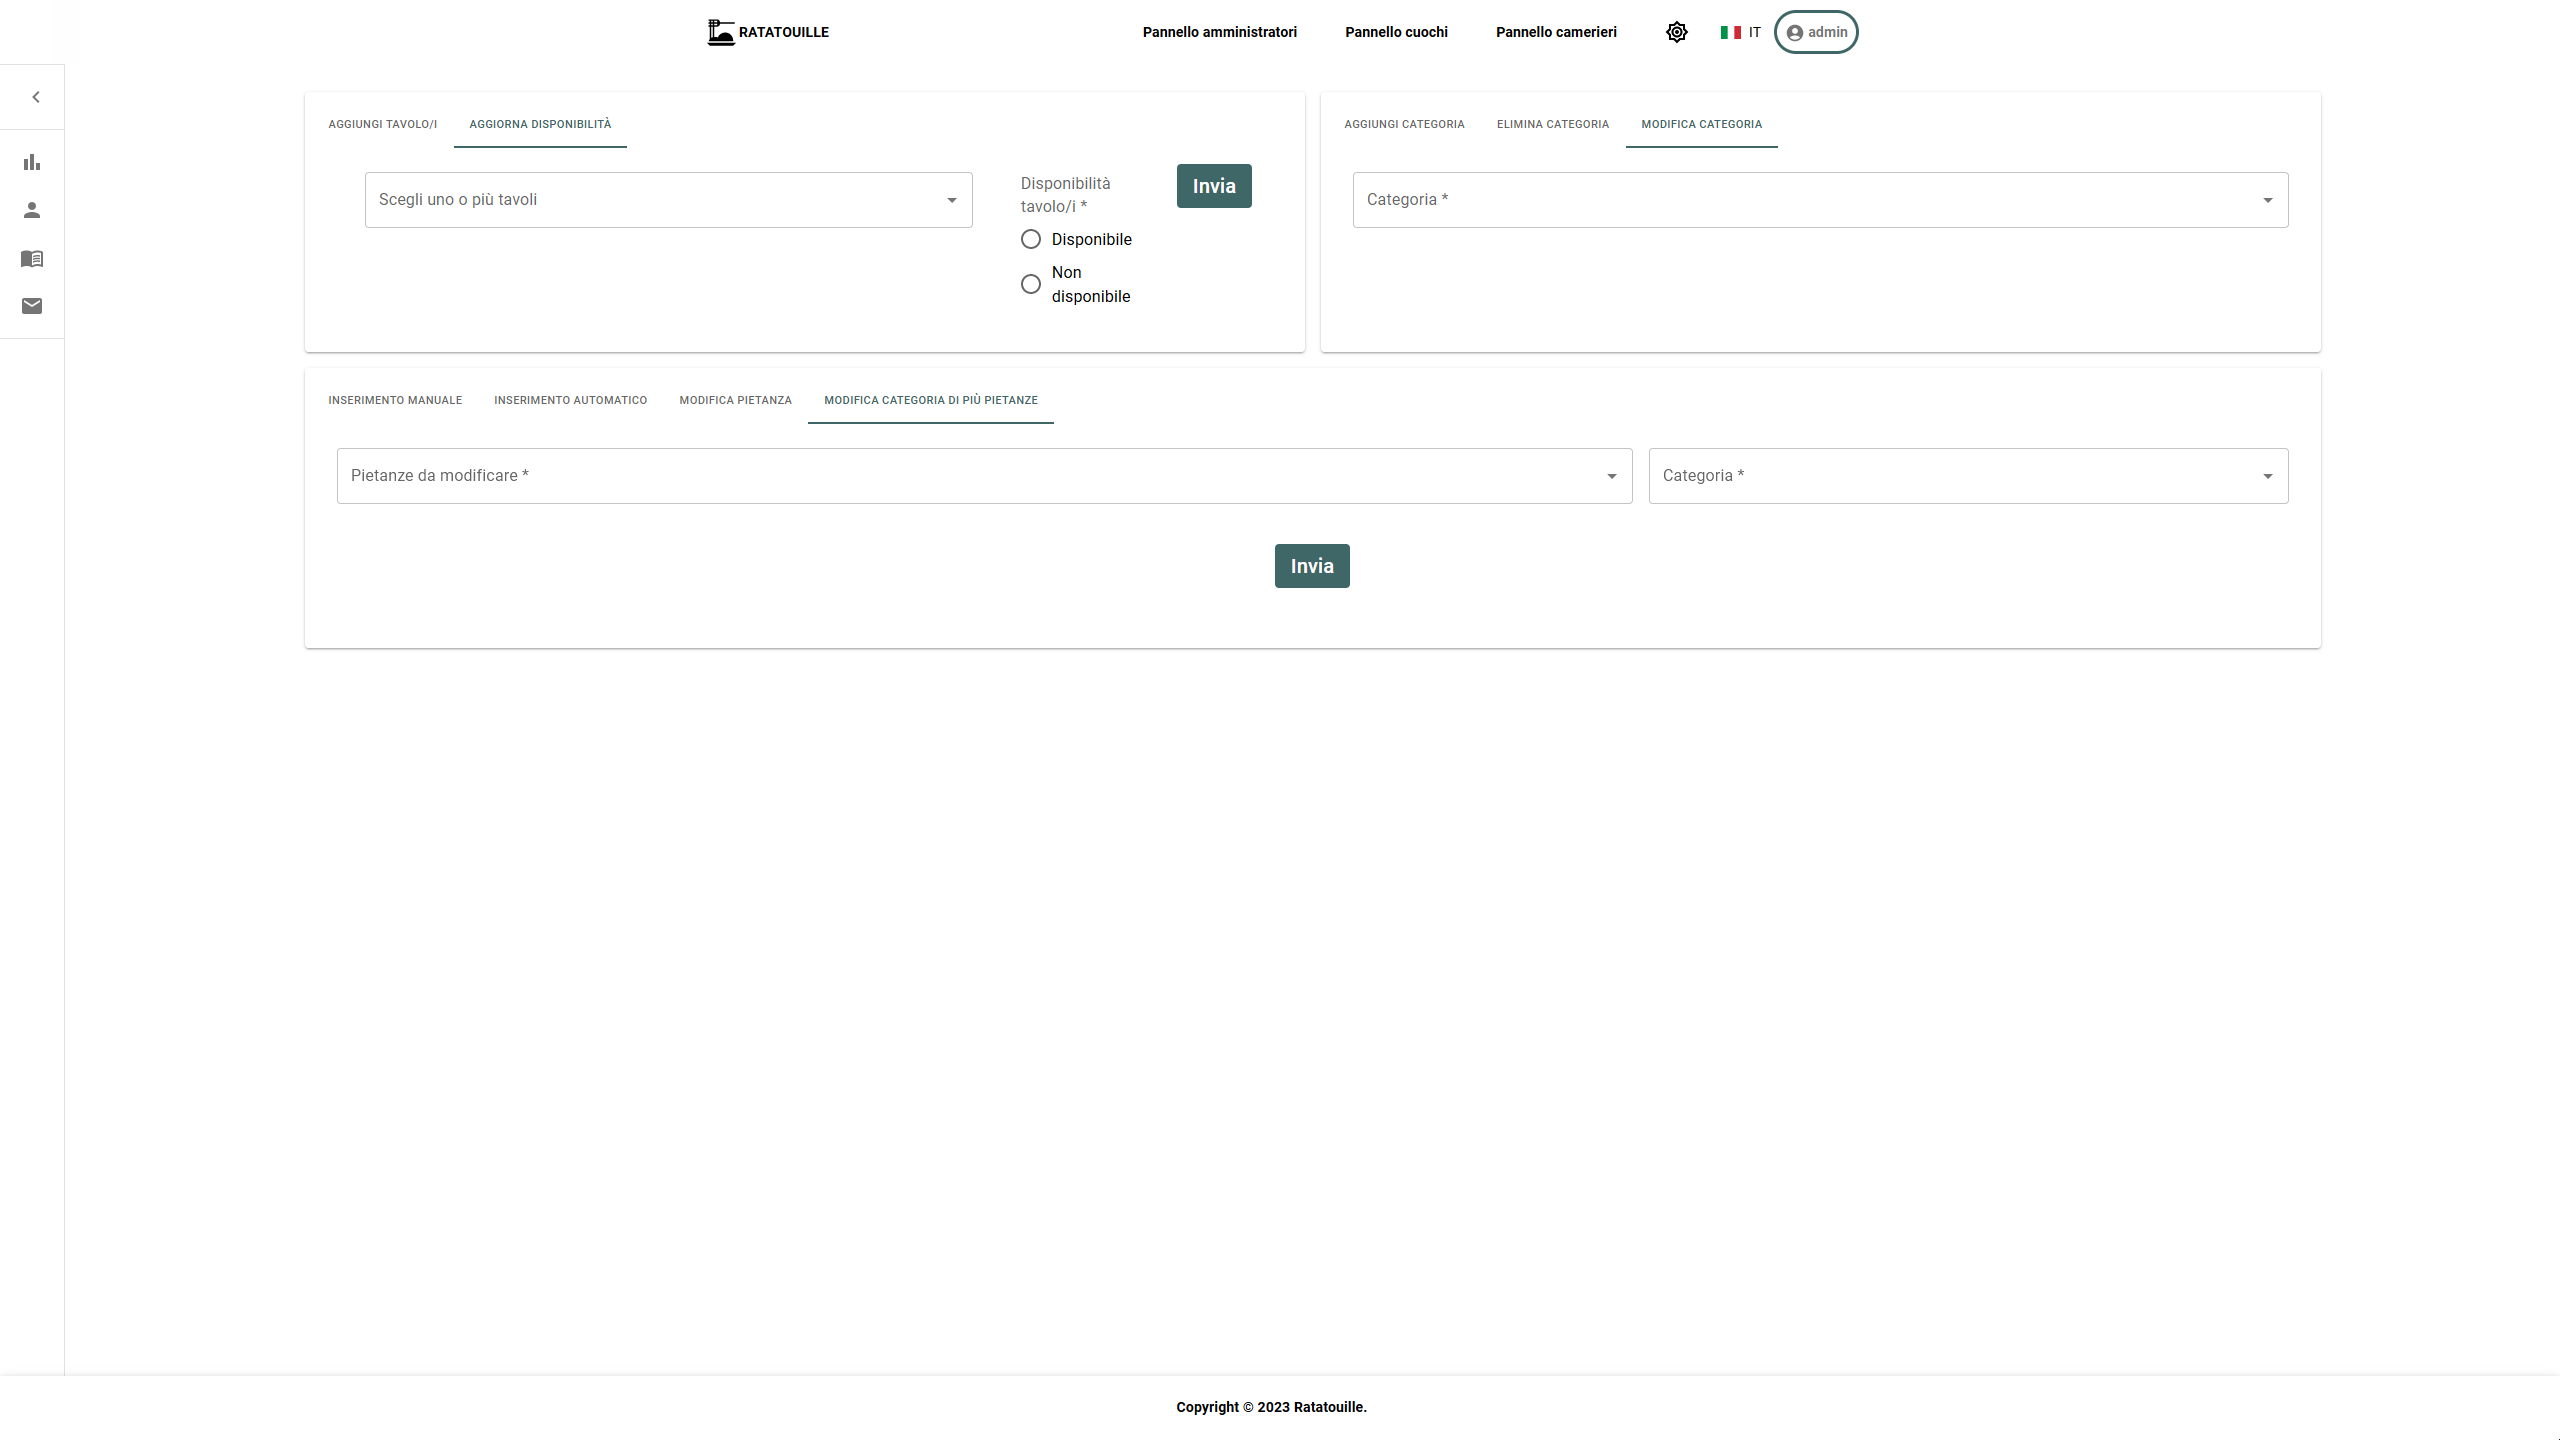 RATATOUILLE
Pannello amministratori
Pannello cuochi
Pannello camerieri
IT
admin
AGGIUNGI TAVOLO/I
AGGIORNA DISPONIBILITÀ
Scegli uno o più tavoli
Disponibilità
tavolo/i *
Disponibile
Non
disponibile
Invia
AGGIUNGI CATEGORIA
ELIMINA CATEGORIA
MODIFICA CATEGORIA
Categoria *
INSERIMENTO MANUALE
INSERIMENTO AUTOMATICO
MODIFICA PIETANZA
MODIFICA CATEGORIA DI PIÙ PIETANZE
Pietanze da modificare *
Categoria *
Invia
Copyright © 2023 Ratatouille.